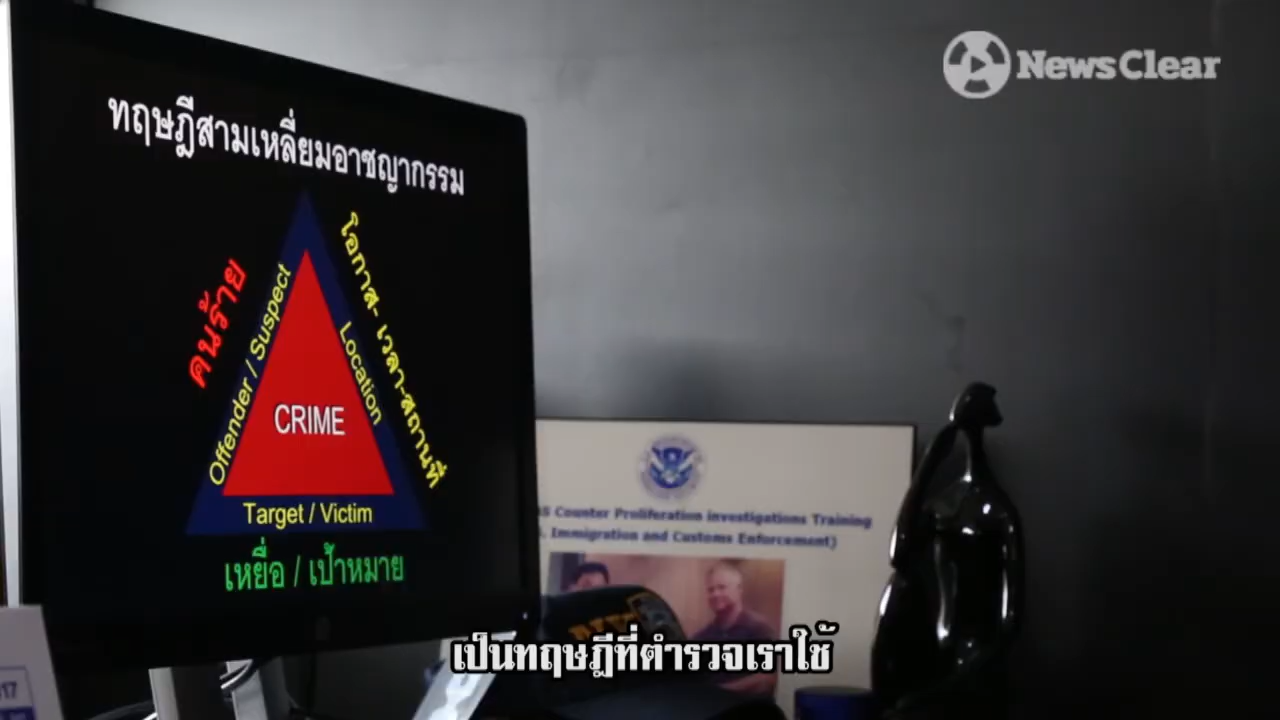 NewsClear
ทฤษฎีสามเหลี่ยมอาชญากรรม
คนร้าย
Offender / Suspect
โอกาส- เวลา-สถานที่
Location
CRIME
Target / Victim
เหยื่อ / เป้าหมาย
Counter Proliferation investigations Training
Immigration and Customs Enforcement)
17
เป็นทฤษฎีที่ตำรวจเราใช้